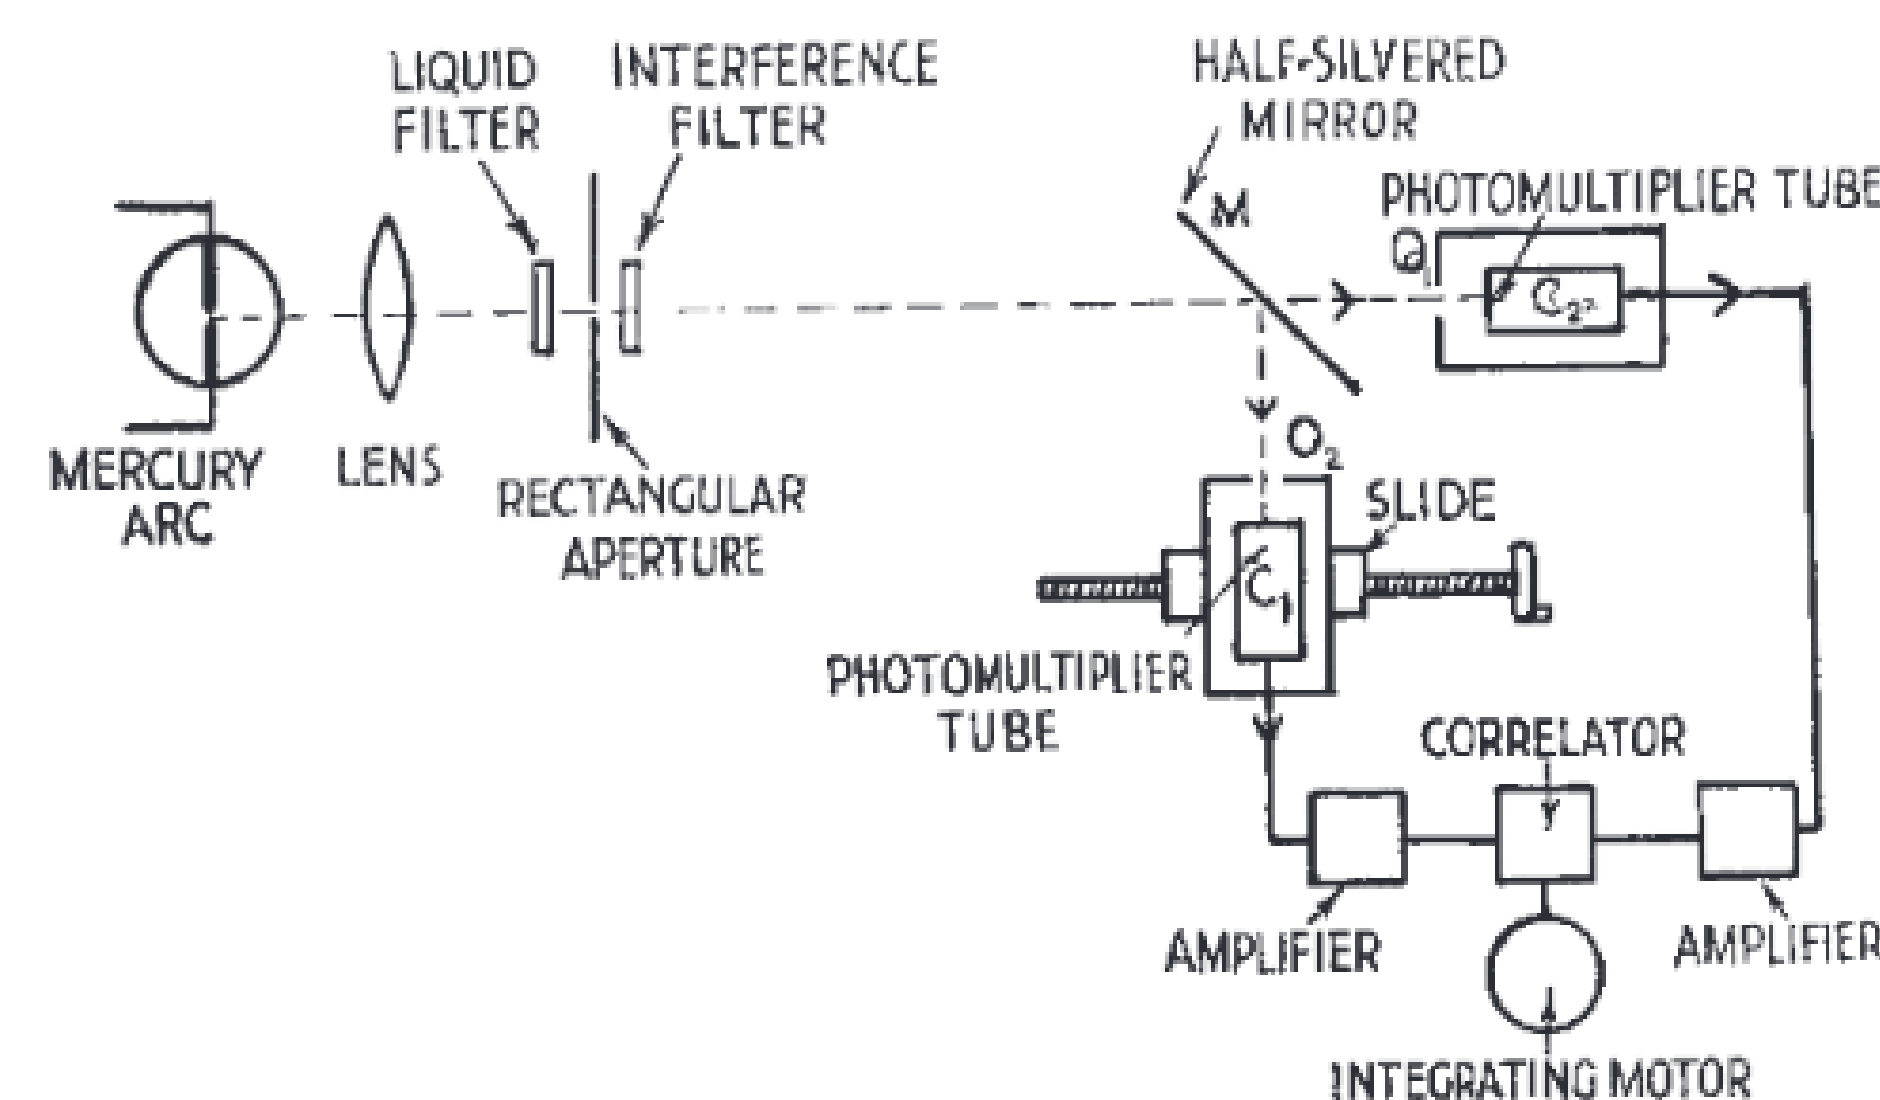 LIQUID
FILTER
INTERFERENCE
FILTER
HALF-SILVERED
MIRROR
M
PHOTOMULTIPLIER TUBE
C₂
MERCURY
ARC
LENS
RECTANGULAR
APERTURE
O₂
SLIDE
C₁
PHOTOMULTIPLIER
TUBE
CORRELATOR
AMPLIFIER
AMPLIFIER
INTEGRATING MOTOR